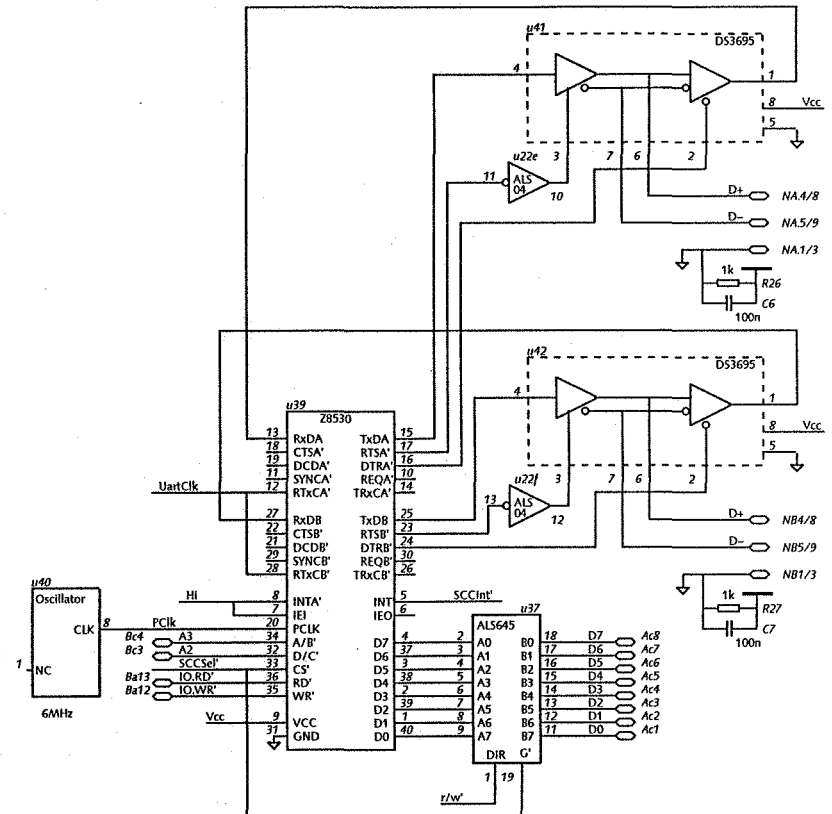 u41
DS3695
4
1
8 Vcc
5
3 7 6 2
u22e
11 ALS 04 10
D+ NA.4/8
D− NA.5/9
NA.1/3
1k R26
C6
100n
u42
DS3695
4
1
8 Vcc
5
3 7 6 2
u22f
13 ALS 04 12
D+ NB4/8
D− NB5/9
NB1/3
1k R27
C7
100n
u39
Z8530
13 RxDA TxDA 15
18 CTSA' RTSA' 17
19 DCDA' DTRA' 16
11 SYNCA' REQA' 10
UartClk 12 RTxCA' TRxCA' 14
27 RxDB TxDB 25
22 CTSB' RTSB' 23
21 DCDB' DTRB' 24
29 SYNCB' REQB' 30
28 RTxCB' TRxCB' 26
Hi 8 INTA' INT 5 SCCInt'
7 IEI IEO 6
PClk 20 PCLK
Bc4 A3 34 A/B' D7 4
Bc3 A2 32 D/C' D6 37
SCCSel' 33 CS' D5 3
Ba13 IO.RD' 36 RD' D4 38
Ba12 IO.WR' 35 WR' D3 2
D2 39
Vcc 9 VCC D1 1
31 GND D0 40
u40
Oscillator
CLK 8
1 NC
6MHz
u37
ALS645
2 A0 B0 18 D7 Ac8
3 A1 B1 17 D6 Ac7
4 A2 B2 16 D5 Ac6
5 A3 B3 15 D4 Ac5
6 A4 B4 14 D3 Ac4
7 A5 B5 13 D2 Ac3
8 A6 B6 12 D1 Ac2
9 A7 B7 11 D0 Ac1
DIR G'
1 19
r/w'